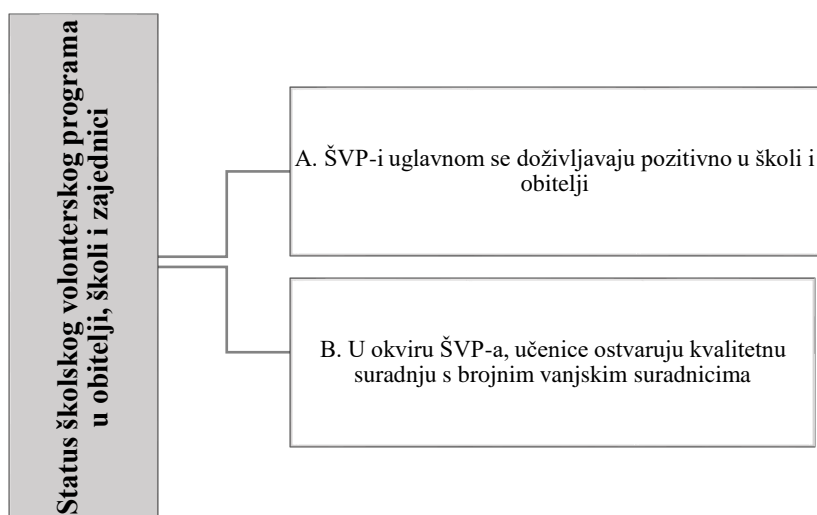 Status školskog volonterskog programa
u obitelji, školi i zajednici
A. ŠVP-i uglavnom se doživljavaju pozitivno u školi i
obitelji
B. U okviru ŠVP-a, učenice ostvaruju kvalitetnu
suradnju s brojnim vanjskim suradnicima